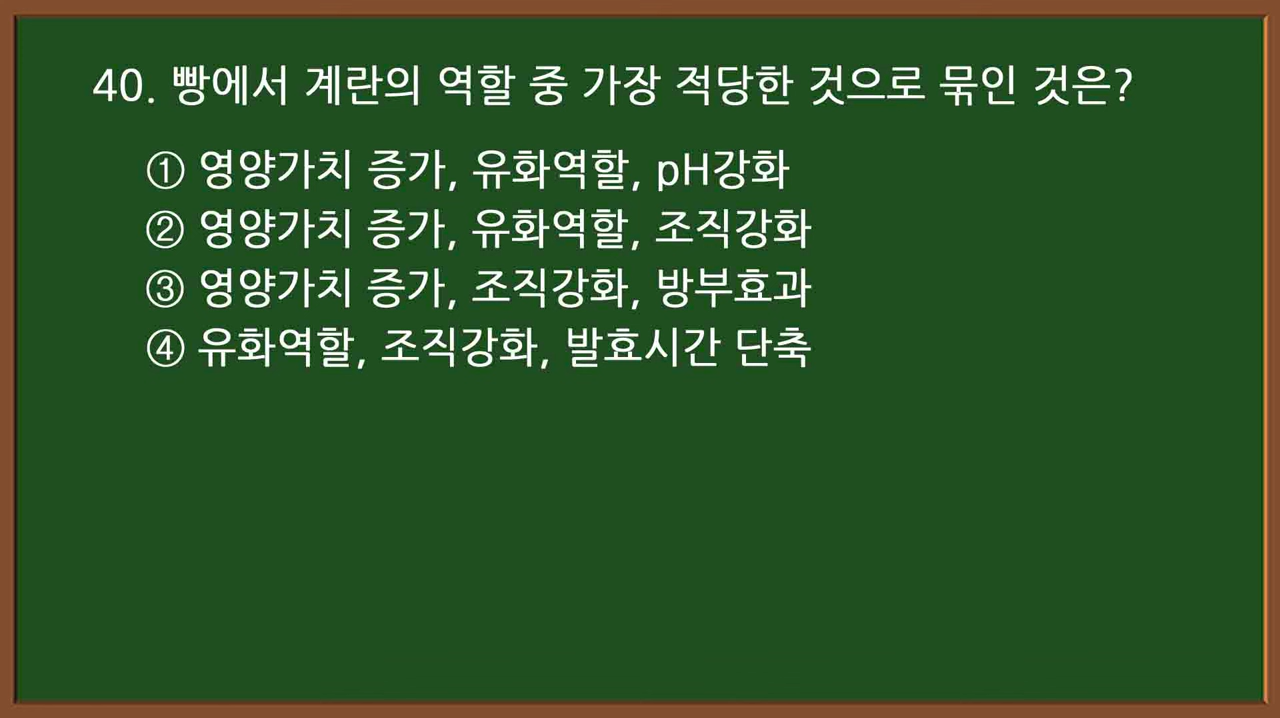 40. 빵에서 계란의 역할 중 가장 적당한 것으로 묶인 것은?
① 영양가치 증가, 유화역할, pH강화
② 영양가치 증가, 유화역할, 조직강화
③ 영양가치 증가, 조직강화, 방부효과
④ 유화역할, 조직강화, 발효시간 단축